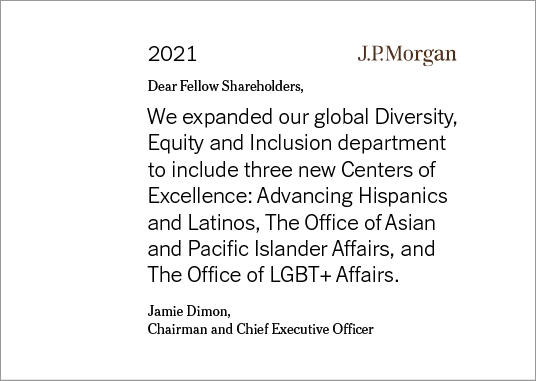 2021
J.P.Morgan
Dear Fellow Shareholders,
We expanded our global Diversity,
Equity and Inclusion department
to include three new Centers of
Excellence: Advancing Hispanics
and Latinos, The Office of Asian
and Pacific Islander Affairs, and
The Office of LGBT+ Affairs.
Jamie Dimon,
Chairman and Chief Executive Officer